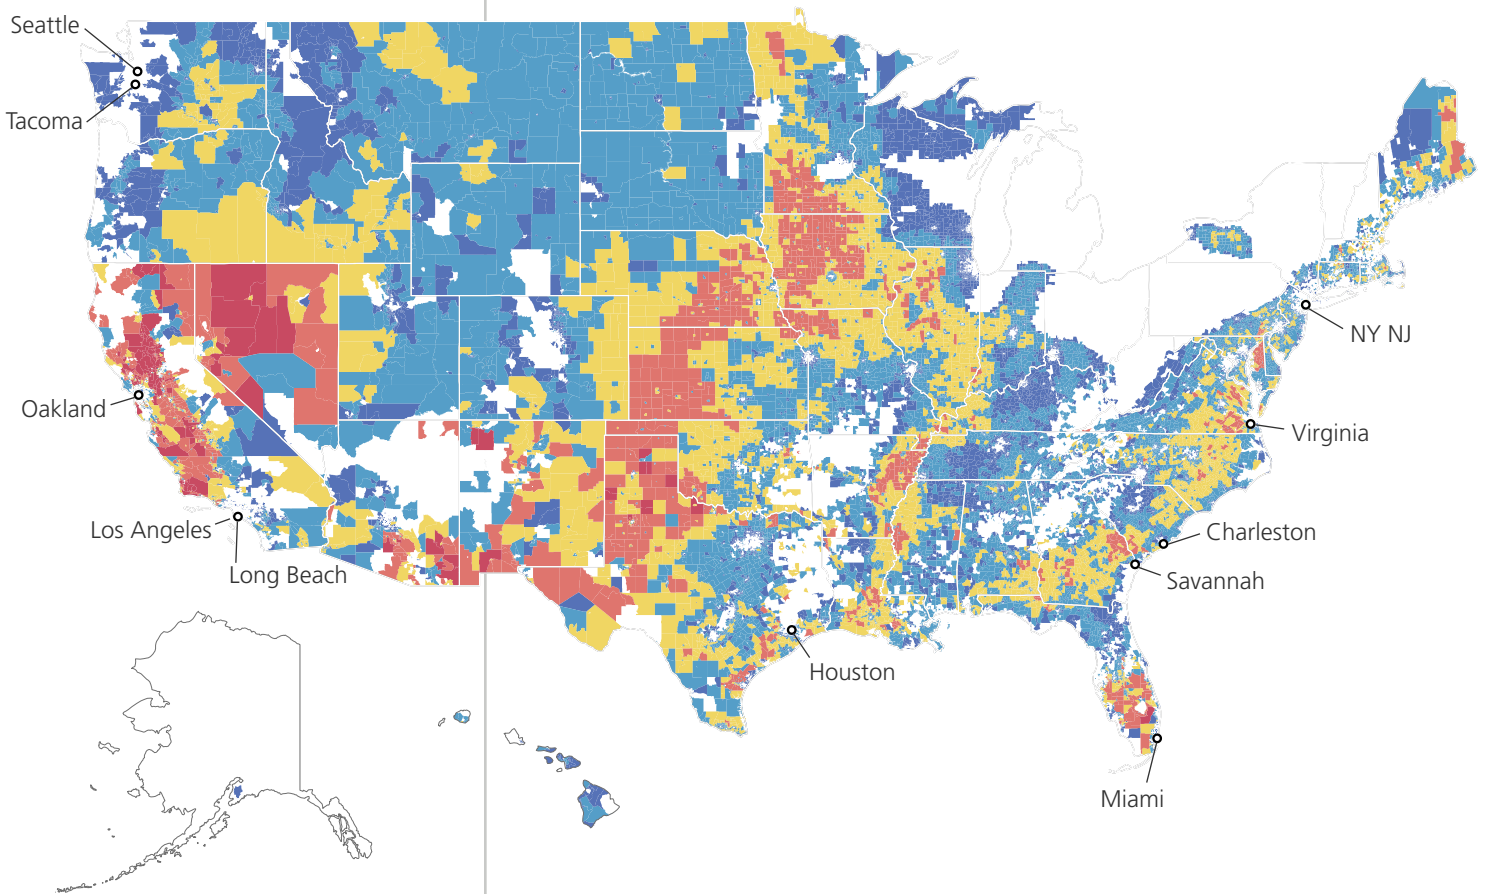 Seattle
Tacoma
NY NJ
Oakland
Virginia
Los Angeles
Charleston
Long Beach
Savannah
Houston
Miami